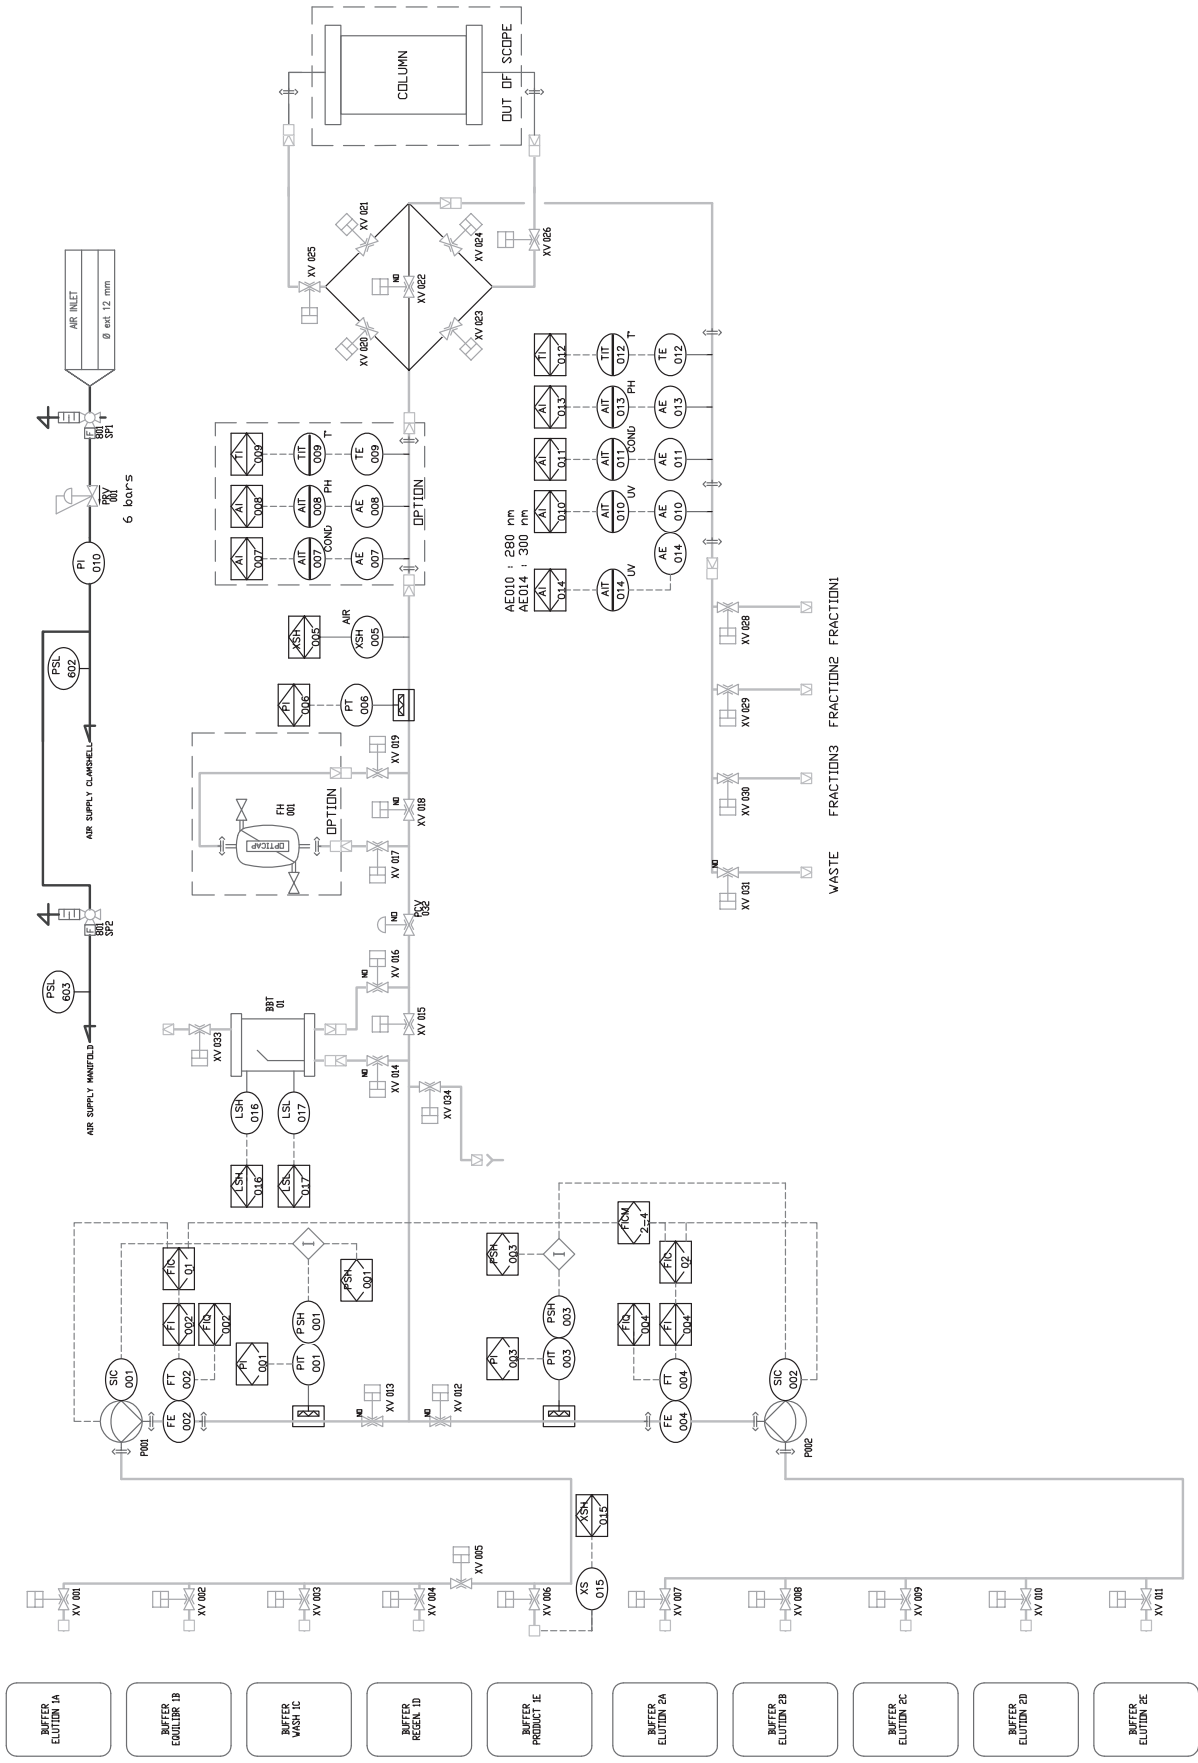 COLUMN
OUT OF SCOPE
AIR INLET
Ø ext 12 mm
801
SP1
PRV
001
6 bars
PI
010
PSL
602
AIR SUPPLY CLAMSHELL
801
SP2
PSL
603
AIR SUPPLY MANIFOLD
XV 025
XV 021
XV 024
XV 026
NO
XV 022
XV 020
XV 023
TI
009
TIT
009
T°
TE
009
AI
008
AIT
008
PH
AE
008
AI
007
AIT
007
COND
AE
007
OPTION
XSH
005
AIR
XSH
005
PI
006
PT
006
XV 019
NO
XV 018
XV 017
FH
001
OPTICAP
OPTION
NO
PCV
032
NO
XV 016
XV 015
NO
XV 014
BBT
01
XV 033
LSH
016
LSL
017
LSH
016
LSL
017
XV 034
TI
012
TIT
012
T°
TE
012
AI
013
AIT
013
PH
AE
013
AI
011
AIT
011
COND
AE
011
AI
010
AIT
010
UV
AE
010
AE
014
AI
014
AIT
014
UV
AE010 : 280 nm
AE014 : 300 nm
XV 028
FRACTION1
XV 029
FRACTION2
XV 030
FRACTION3
NO
XV 031
WASTE
FIC
01
FI
002
FIQ
002
SIC
001
FT
002
FE
002
P001
I
PSH
001
PSH
001
PI
001
PIT
001
NO
XV 013
NO
XV 012
PSH
003
I
PSH
003
PI
003
PIT
003
FICM
2=4
FIC
02
FIQ
004
FI
004
FT
004
FE
004
SIC
002
P002
XSH
015
XS
015
XV 001
XV 002
XV 003
XV 004
XV 005
XV 006
XV 007
XV 008
XV 009
XV 010
XV 011
BUFFER
ELUTION 1A
BUFFER
EQUILIBR 1B
BUFFER
WASH 1C
BUFFER
REGEN. 1D
BUFFER
PRODUCT 1E
BUFFER
ELUTION 2A
BUFFER
ELUTION 2B
BUFFER
ELUTION 2C
BUFFER
ELUTION 2D
BUFFER
ELUTION 2E